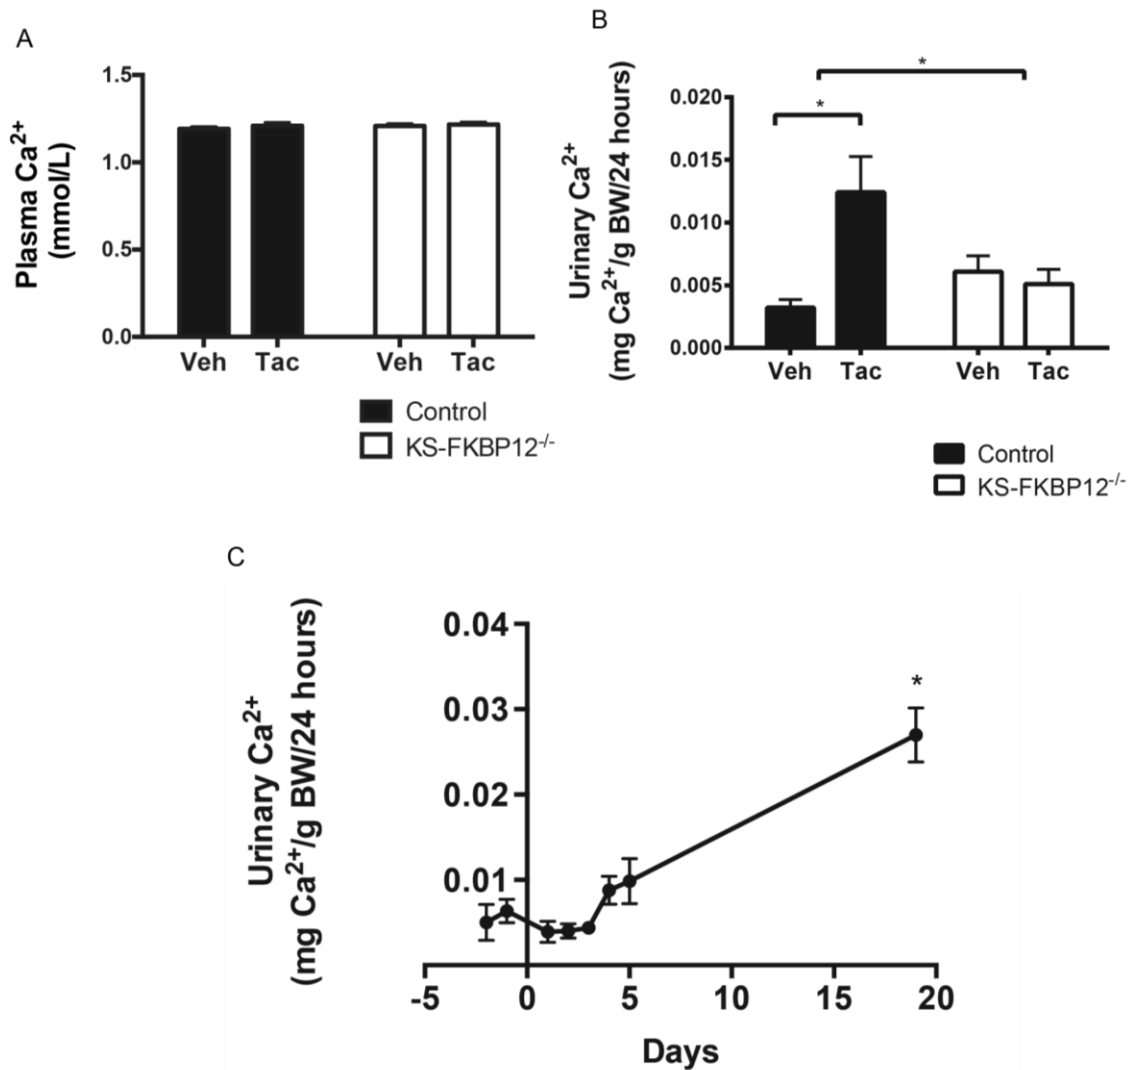 A
Plasma Ca²⁺
(mmol/L)
1.5
1.0
0.5
0.0
Veh Tac Veh Tac
Control
KS-FKBP12⁻/⁻
B
Urinary Ca²⁺
(mg Ca²⁺/g BW/24 hours)
0.020
0.015
0.010
0.005
0.000
*
*
Veh Tac Veh Tac
Control
KS-FKBP12⁻/⁻
C
Urinary Ca²⁺
(mg Ca²⁺/g BW/24 hours)
0.04
0.03
0.02
0.01
*
-5 0 5 10 15 20
Days